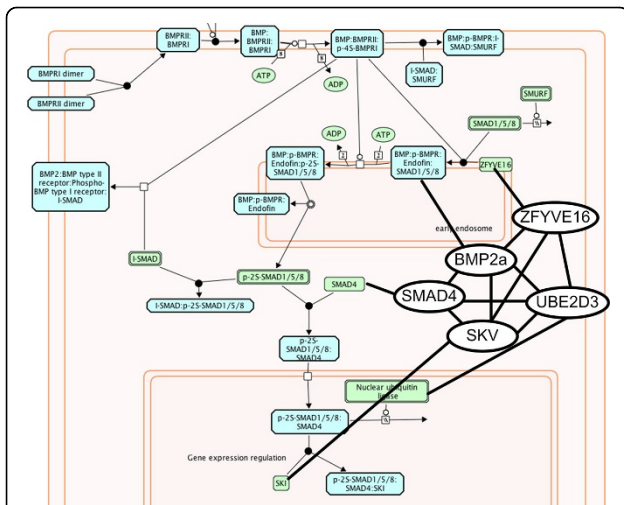 BMPRII:
BMPRI
BMP:
BMPRII:
BMPRI
BMP:BMPRII:
p-4S-BMPRI
BMP:p-BMPR:I-
SMAD:SMURF
BMPRI dimer
BMPRII dimer
8
8
ATP
ADP
I-SMAD:
SMURF
SMURF
SMAD1/5/8
ADP
ATP
2
2
BMP:p-BMPR:
Endofin:p-2S-
SMAD1/5/8
BMP:p-BMPR:
Endofin:
SMAD1/5/8
ZFYVE16
BMP2:BMP type II
receptor:Phospho-
BMP type I receptor:
I-SMAD
BMP:p-BMPR:
Endofin
early endosome
ZFYVE16
BMP2a
I-SMAD
p-2S-SMAD1/5/8
SMAD4
SMAD4
UBE2D3
I-SMAD:p-2S-SMAD1/5/8
SKV
p-2S-
SMAD1/5/8:
SMAD4
Nuclear ubiquitin
ligase
p-2S-SMAD1/5/8:
SMAD4
Gene expression regulation
SKI
p-2S-SMAD1/5/8:
SMAD4:SKI